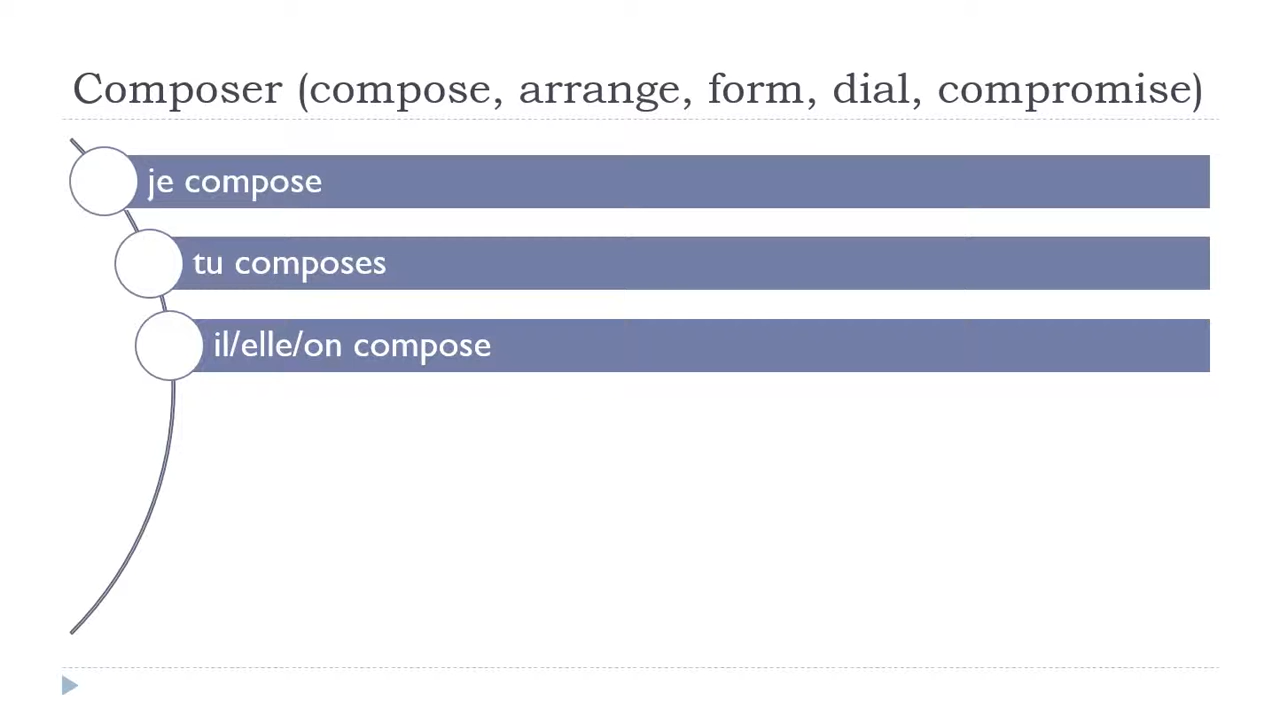 Composer (compose, arrange, form, dial, compromise)
je compose
tu composes
il/elle/on compose